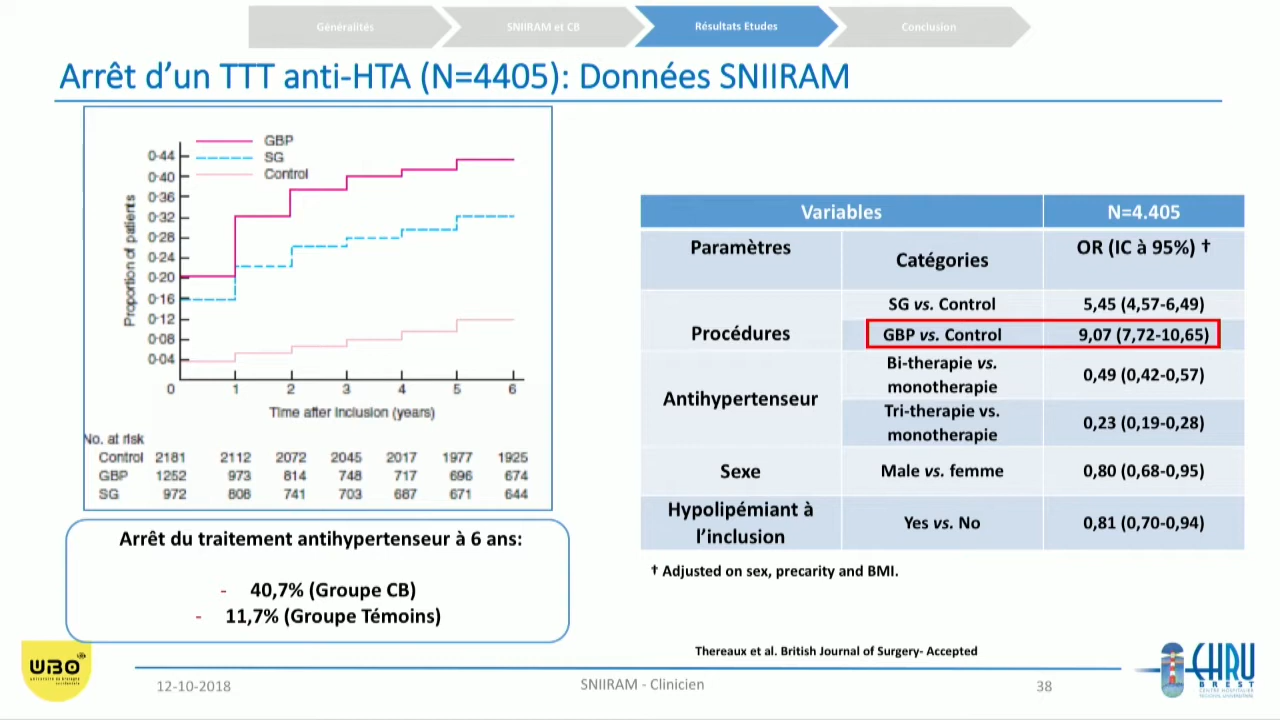 Généralités
SNIIRAM et CB
Résultats Etudes
Conclusion
Arrêt d’un TTT anti-HTA (N=4405): Données SNIIRAM
GBP
SG
Control
0·44
0·40
0·36
0·32
0·28
0·24
0·20
0·16
0·12
0·08
0·04
Proportion of patients
0 1 2 3 4 5 6
Time after inclusion (years)
No. at risk
Control 2181 2112 2072 2045 2017 1977 1925
GBP 1252 973 814 748 717 696 674
SG 972 808 741 703 687 671 644
Arrêt du traitement antihypertenseur à 6 ans:
- 40,7% (Groupe CB)
- 11,7% (Groupe Témoins)
Variables N=4.405
Paramètres Catégories OR (IC à 95%) †
Procédures
SG vs. Control 5,45 (4,57-6,49)
GBP vs. Control 9,07 (7,72-10,65)
Antihypertenseur
Bi-therapie vs.
monotherapie
0,49 (0,42-0,57)
Tri-therapie vs.
monotherapie
0,23 (0,19-0,28)
Sexe Male vs. femme 0,80 (0,68-0,95)
Hypolipémiant à
l’inclusion
Yes vs. No 0,81 (0,70-0,94)
† Adjusted on sex, precarity and BMI.
Thereaux et al. British Journal of Surgery- Accepted
UBO
université de bretagne
occidentale
12-10-2018
SNIIRAM - Clinicien
38
CHRU
BREST
CENTRE HOSPITALIER
REGIONAL UNIVERSITAIRE